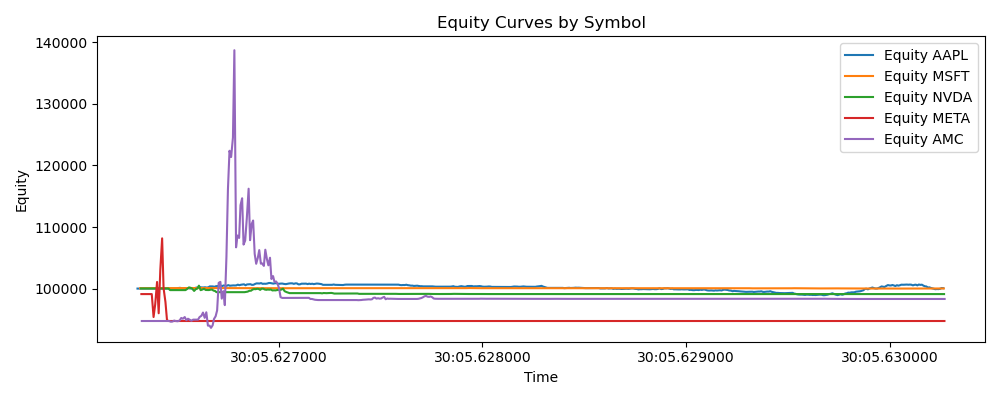 Equity Curves by Symbol
Equity
140000
130000
120000
110000
100000
Equity AAPL
Equity MSFT
Equity NVDA
Equity META
Equity AMC
30:05.627000
30:05.628000
30:05.629000
30:05.630000
Time